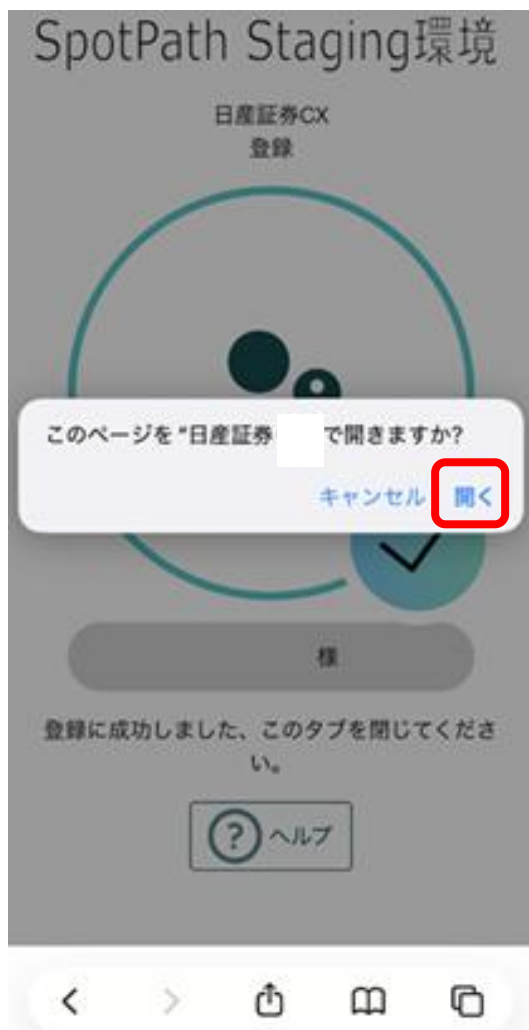 SpotPath Staging環境
日産証券CX
登録
このページを“日産証券 で開きますか?
キャンセル 開く
様
登録に成功しました、このタブを閉じてくださ
い。
? ヘルプ